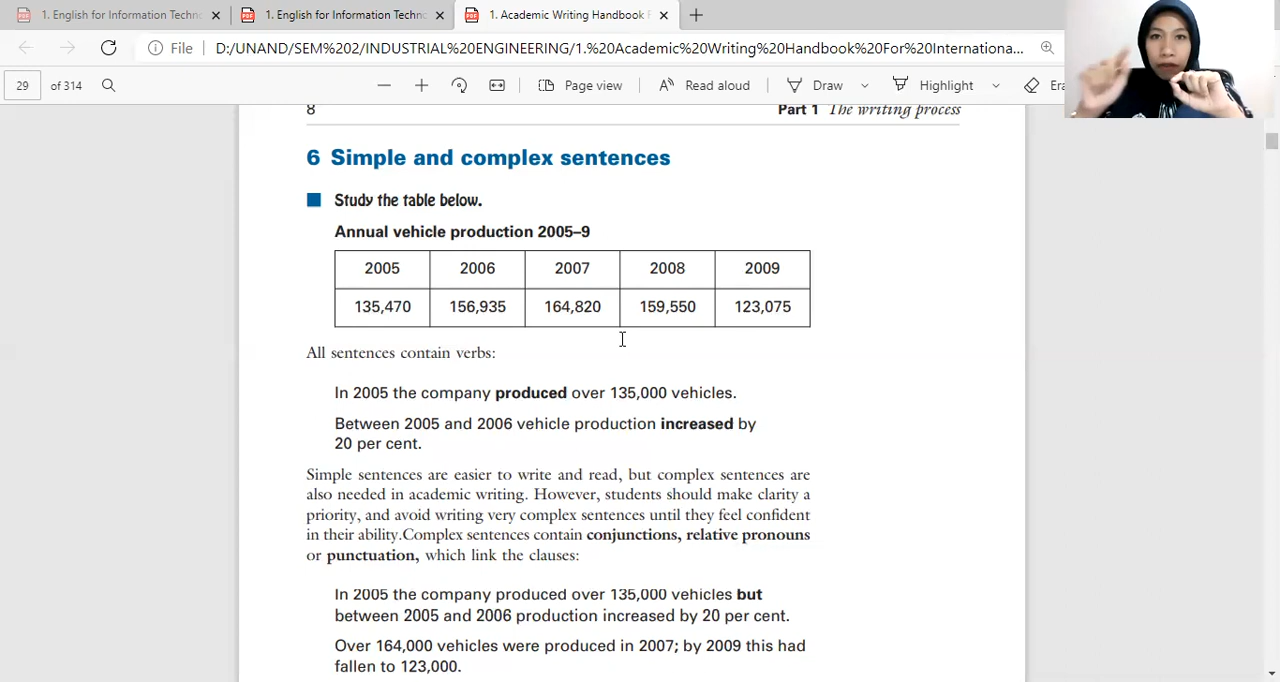 1. English for Information Techn
1. English for Information Techn
1. Academic Writing Handbook F
File
D:/UNAND/SEM%202/INDUSTRIAL%20ENGINEERING/1.%20Academic%20Writing%20Handbook%20For%20Internationa...
29 of 314
Page view
Read aloud
Draw
Highlight
Era
8 Part 1 The writing process
6 Simple and complex sentences
Study the table below.
Annual vehicle production 2005–9
2005 2006 2007 2008 2009
135,470 156,935 164,820 159,550 123,075
All sentences contain verbs:
In 2005 the company produced over 135,000 vehicles.
Between 2005 and 2006 vehicle production increased by
20 per cent.
Simple sentences are easier to write and read, but complex sentences are
also needed in academic writing. However, students should make clarity a
priority, and avoid writing very complex sentences until they feel confident
in their ability.Complex sentences contain conjunctions, relative pronouns
or punctuation, which link the clauses:
In 2005 the company produced over 135,000 vehicles but
between 2005 and 2006 production increased by 20 per cent.
Over 164,000 vehicles were produced in 2007; by 2009 this had
fallen to 123,000.